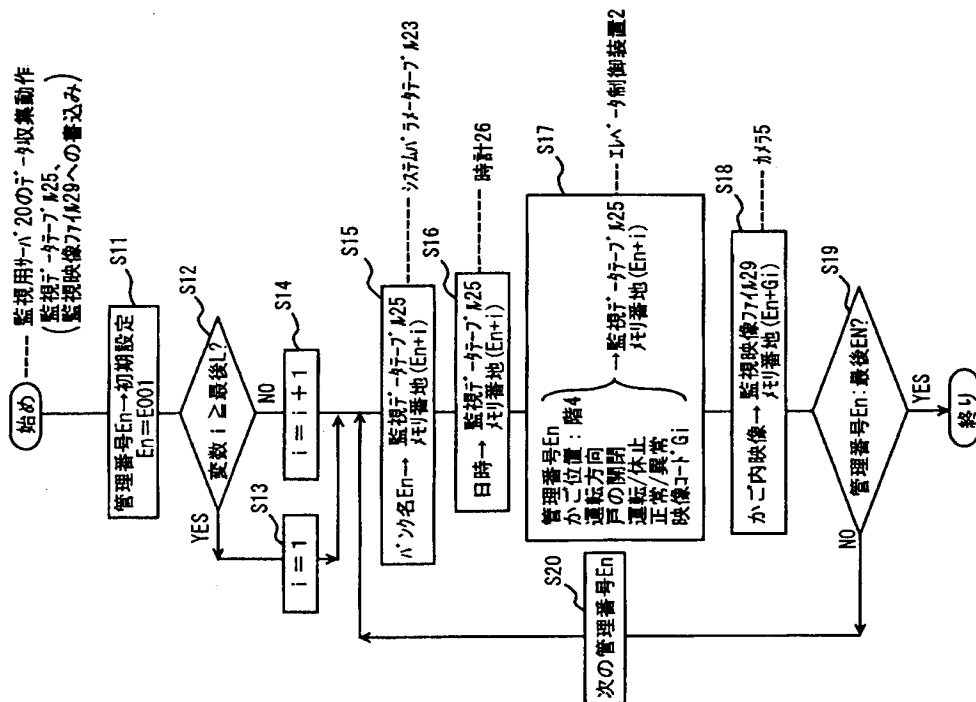 始め
監視用サーバ20のデータ収集動作
(監視データテーブル25、
監視映像ファイル29への書込み)
S11
管理番号En→初期設定
En=E001
S12
変数 i ≧最後L?
YES
NO
S13
i=1
S14
i=i+1
S15
バンク名En→監視データテーブル25
メモリ番地(En+i)
システムパラメータテーブル23
S16
日時→監視データテーブル25
メモリ番地(En+i)
時計26
S17
管理番号En
かご位置:階4
運転方向
戸の開閉
運転/休止
正常/異常
映像コードGi
→監視データテーブル25
メモリ番地(En+i)
エレベータ制御装置2
S18
かご内映像→監視映像ファイル29
メモリ番地(En+Gi)
カメラ5
S19
管理番号En:最後EN?
NO
YES
S20
次の管理番号En
終り